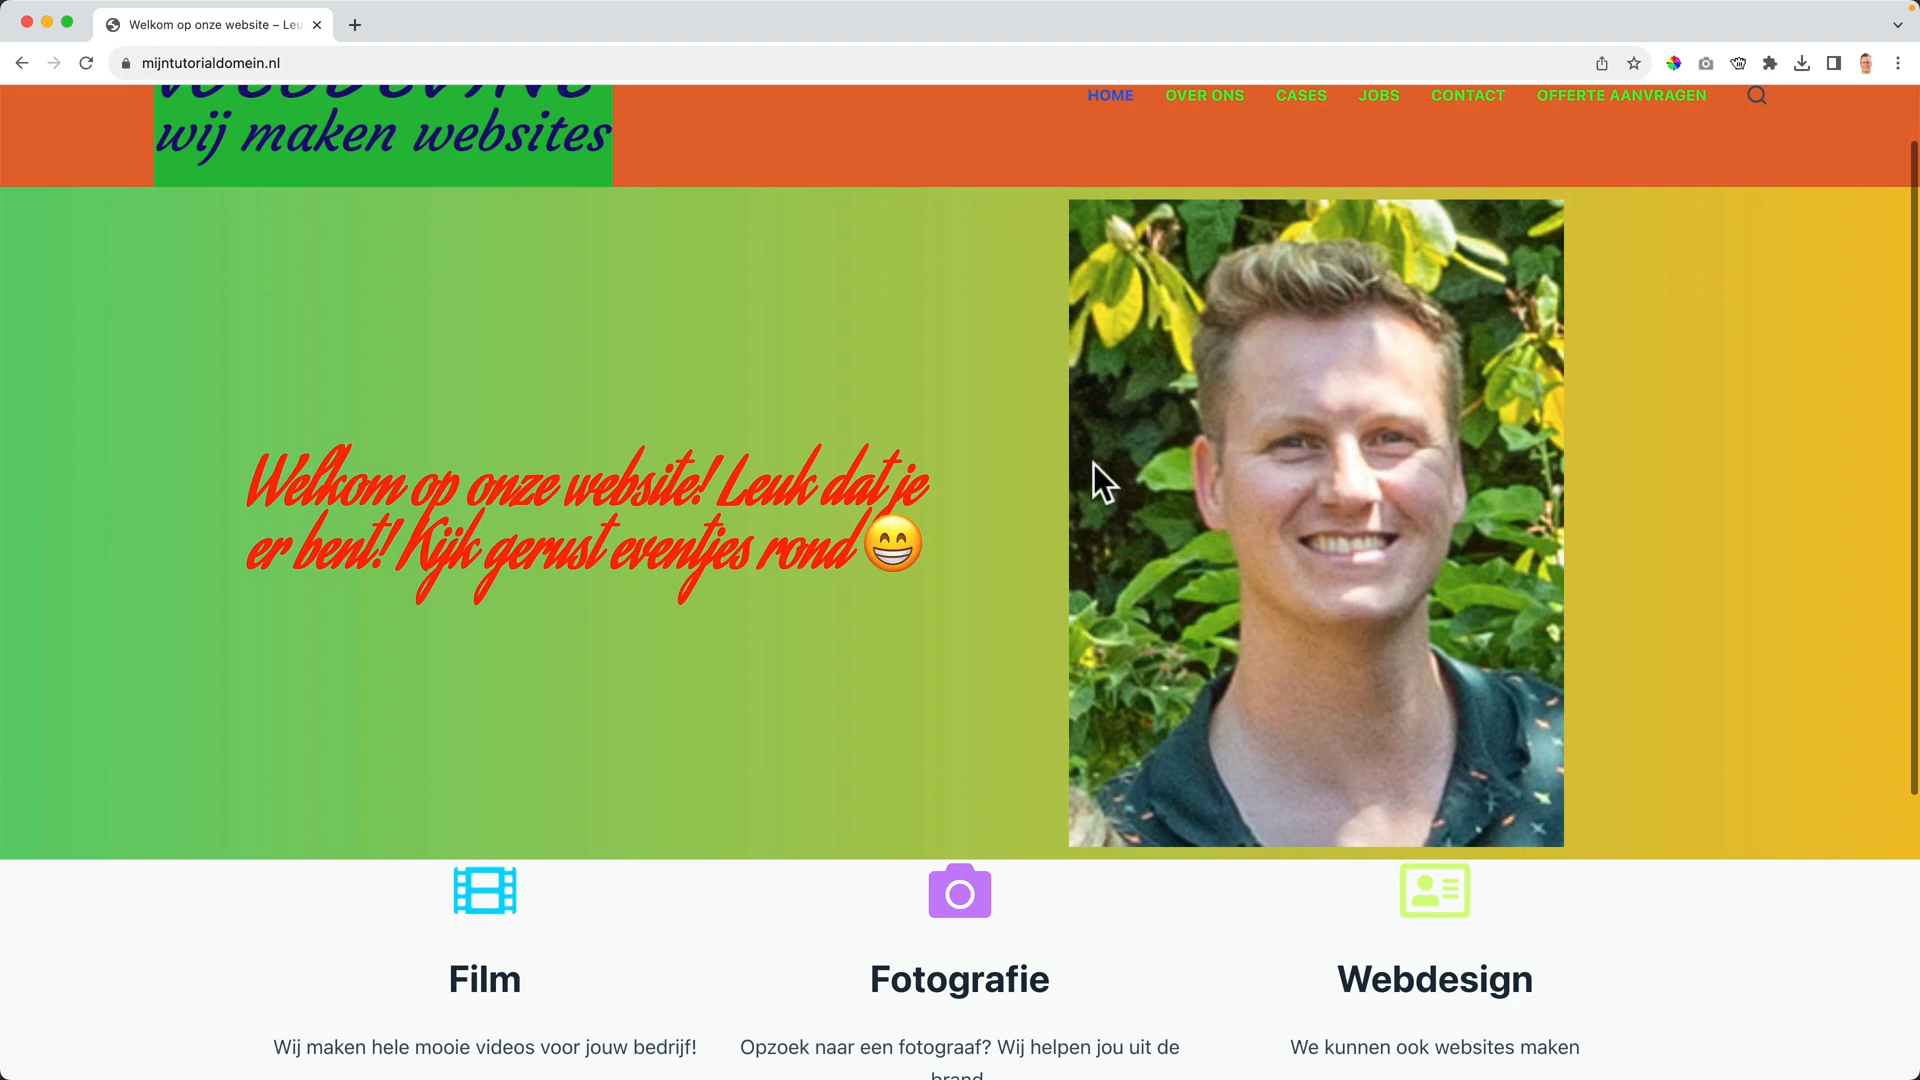 Welkom op onze website – Leu
mijntutorialdomein.nl
wij maken websites
HOME OVER ONS CASES JOBS CONTACT OFFERTE AANVRAGEN
Welkom op onze website! Leuk dat je
er bent! Kijk gerust eventjes rond😁
Film
Fotografie
Webdesign
Wij maken hele mooie videos voor jouw bedrijf!
Opzoek naar een fotograaf? Wij helpen jou uit de
brand.
We kunnen ook websites maken